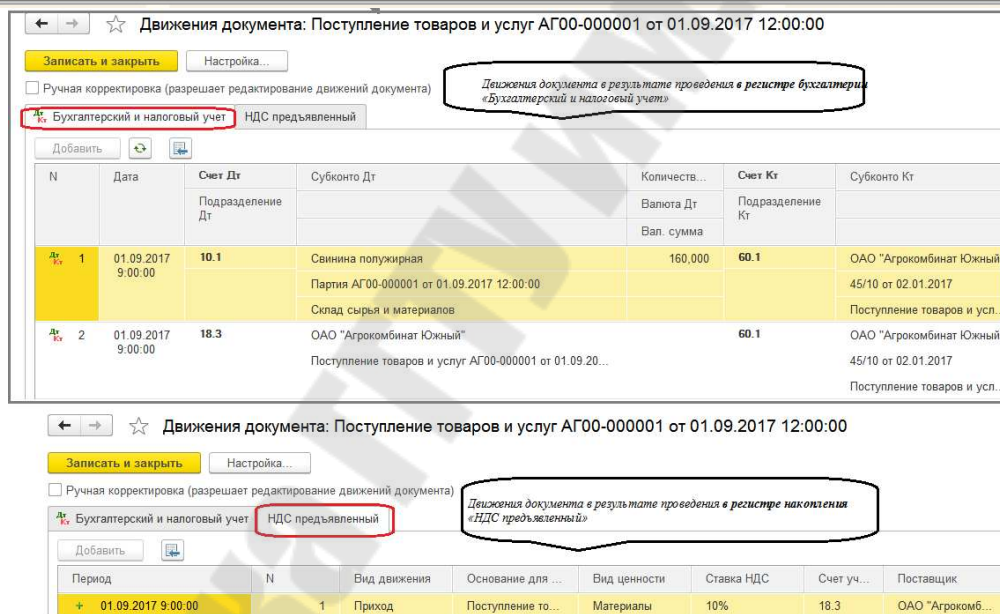 Движения документа: Поступление товаров и услуг АГ00-000001 от 01.09.2017 12:00:00
Записать и закрыть Настройка...
Ручная корректировка (разрешает редактирование движений документа)
Движения документа в результате проведения в регистре бухгалтерии
«Бухгалтерский и налоговый учет»
Дт Кт Бухгалтерский и налоговый учет НДС предъявленный
Добавить
N Дата Счет Дт Субконто Дт Количеств... Счет Кт Субконто Кт
Подразделение Дт Валюта Дт Подразделение Кт
Вал. сумма
Дт Кт 1 01.09.2017 9:00:00 10.1 Свинина полужирная 160,000 60.1 ОАО "Агрокомбинат Южный
Партия АГ00-000001 от 01.09.2017 12:00:00 45/10 от 02.01.2017
Склад сырья и материалов Поступление товаров и усл...
Дт Кт 2 01.09.2017 9:00:00 18.3 ОАО "Агрокомбинат Южный" 60.1 ОАО "Агрокомбинат Южный
Поступление товаров и услуг АГ00-000001 от 01.09.20... 45/10 от 02.01.2017
Поступление товаров и усл...
Движения документа: Поступление товаров и услуг АГ00-000001 от 01.09.2017 12:00:00
Записать и закрыть Настройка...
Ручная корректировка (разрешает редактирование движений документа)
Движения документа в результате проведения в регистре накопления
«НДС предъявленный»
Дт Кт Бухгалтерский и налоговый учет НДС предъявленный
Добавить
Период N Вид движения Основание для ... Вид ценности Ставка НДС Счет уч... Поставщик
+ 01.09.2017 9:00:00 1 Приход Поступление то... Материалы 10% 18.3 ОАО "Агрокомб...